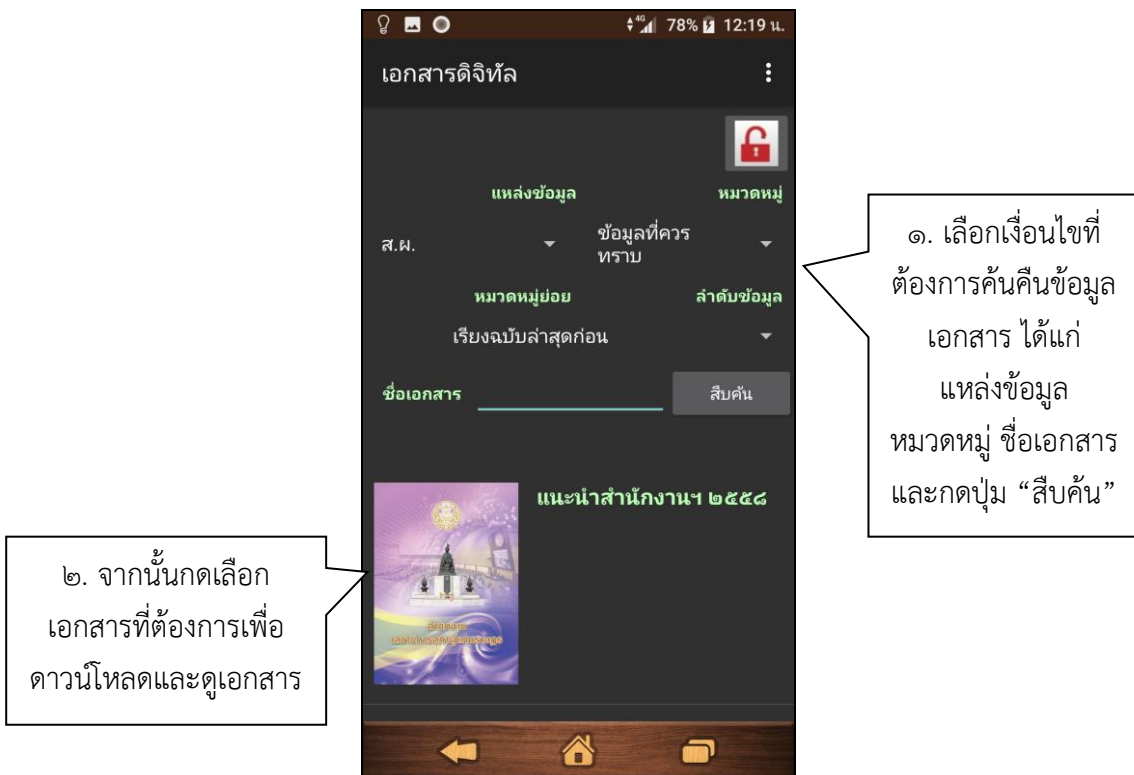 4G 78% 12:19 น.
เอกสารดิจิทัล
แหล่งข้อมูล หมวดหมู่
ส.ผ. ข้อมูลที่ควร
ทราบ
หมวดหมู่ย่อย ลำดับข้อมูล
เรียงฉบับล่าสุดก่อน
ชื่อเอกสาร สืบค้น
แนะนำสำนักงานฯ ๒๕๕๘
๑. เลือกเงื่อนไขที่
ต้องการค้นคืนข้อมูล
เอกสาร ได้แก่
แหล่งข้อมูล
หมวดหมู่ ชื่อเอกสาร
และกดปุ่ม “สืบค้น”
๒. จากนั้นกดเลือก
เอกสารที่ต้องการเพื่อ
ดาวน์โหลดและดูเอกสาร